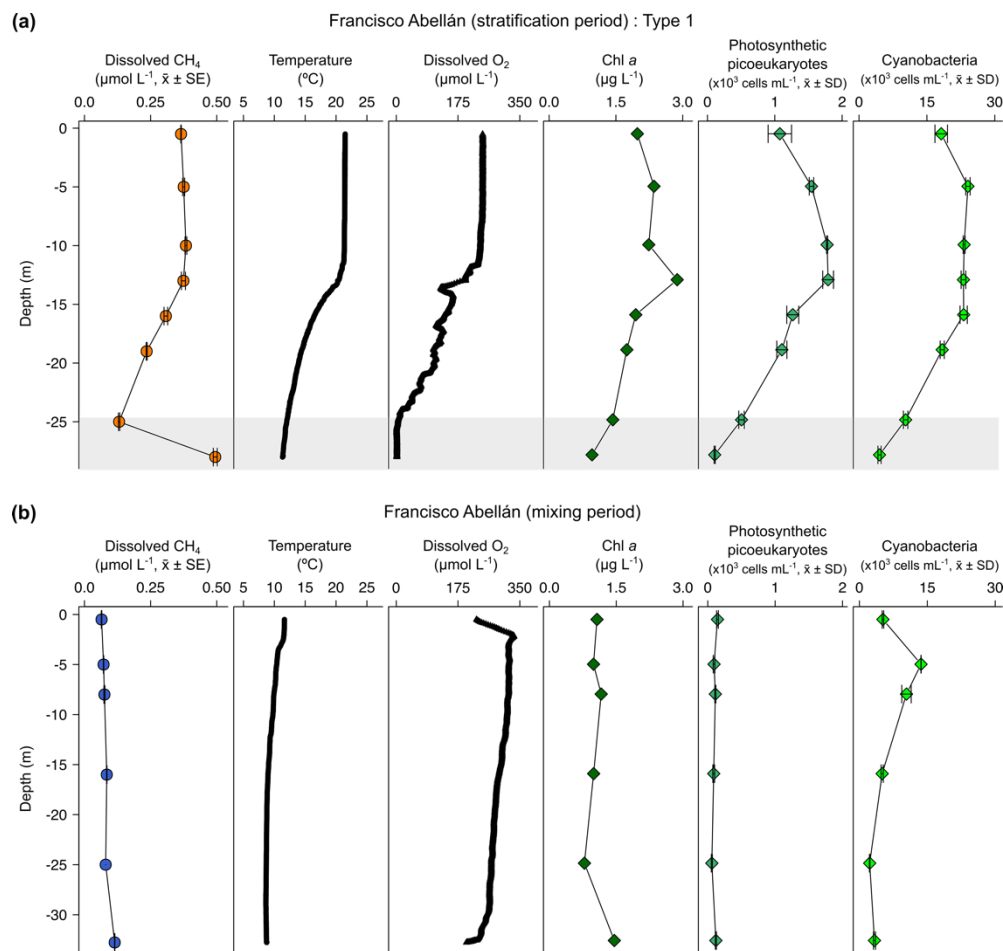 (a)
Francisco Abellán (stratification period) : Type 1
Dissolved CH₄
(µmol L⁻¹, x̄ ± SE)
0.00 0.25 0.50
Temperature
(ºC)
5 10 15 20 25
Dissolved O₂
(µmol L⁻¹)
0 175 350
Chl a
(µg L⁻¹)
0.0 1.5 3.0
Photosynthetic
picoeukaryotes
(x10³ cells mL⁻¹, x̄ ± SD)
0 1 2
Cyanobacteria
(x10³ cells mL⁻¹, x̄ ± SD)
0 15 30
Depth (m)
0
-5
-10
-15
-20
-25
(b)
Francisco Abellán (mixing period)
Dissolved CH₄
(µmol L⁻¹, x̄ ± SE)
0.00 0.25 0.50
Temperature
(ºC)
5 10 15 20 25
Dissolved O₂
(µmol L⁻¹)
0 175 350
Chl a
(µg L⁻¹)
0.0 1.5 3.0
Photosynthetic
picoeukaryotes
(x10³ cells mL⁻¹, x̄ ± SD)
0 1 2
Cyanobacteria
(x10³ cells mL⁻¹, x̄ ± SD)
0 15 30
Depth (m)
0
-5
-10
-15
-20
-25
-30